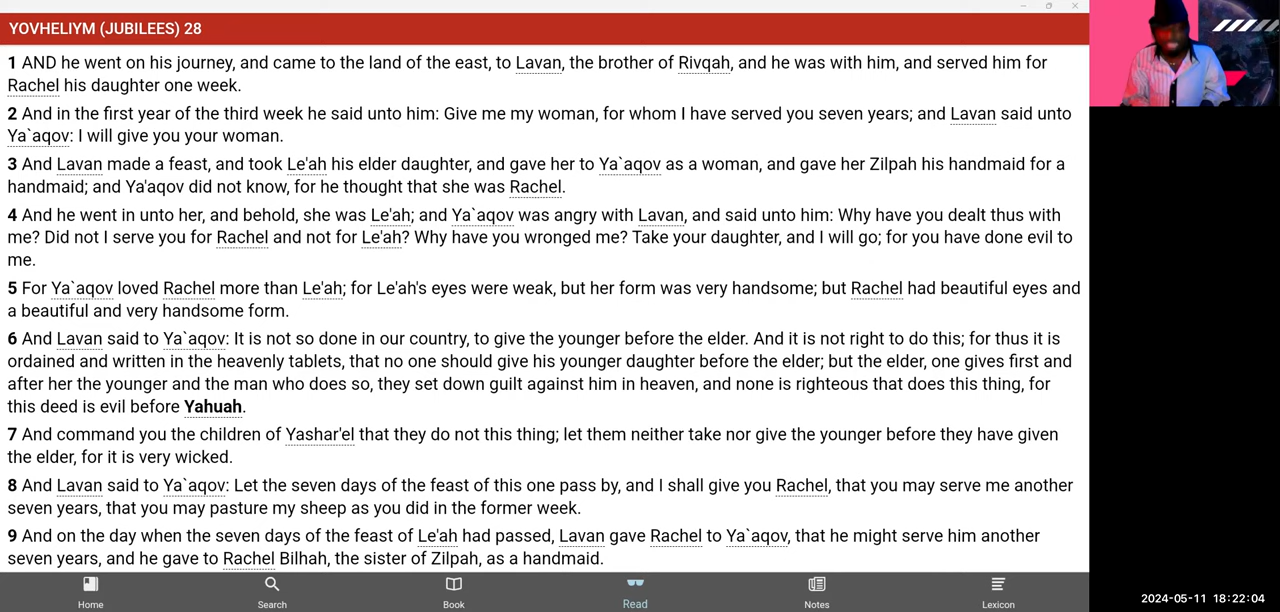 YOVHELIYM (JUBILEES) 28
1 AND he went on his journey, and came to the land of the east, to Lavan, the brother of Rivqah, and he was with him, and served him for
Rachel his daughter one week.
2 And in the first year of the third week he said unto him: Give me my woman, for whom I have served you seven years; and Lavan said unto
Ya`aqov: I will give you your woman.
3 And Lavan made a feast, and took Le'ah his elder daughter, and gave her to Ya`aqov as a woman, and gave her Zilpah his handmaid for a
handmaid; and Ya'aqov did not know, for he thought that she was Rachel.
4 And he went in unto her, and behold, she was Le'ah; and Ya`aqov was angry with Lavan, and said unto him: Why have you dealt thus with
me? Did not I serve you for Rachel and not for Le'ah? Why have you wronged me? Take your daughter, and I will go; for you have done evil to
me.
5 For Ya`aqov loved Rachel more than Le'ah; for Le'ah's eyes were weak, but her form was very handsome; but Rachel had beautiful eyes and
a beautiful and very handsome form.
6 And Lavan said to Ya`aqov: It is not so done in our country, to give the younger before the elder. And it is not right to do this; for thus it is
ordained and written in the heavenly tablets, that no one should give his younger daughter before the elder; but the elder, one gives first and
after her the younger and the man who does so, they set down guilt against him in heaven, and none is righteous that does this thing, for
this deed is evil before Yahuah.
7 And command you the children of Yashar'el that they do not this thing; let them neither take nor give the younger before they have given
the elder, for it is very wicked.
8 And Lavan said to Ya`aqov: Let the seven days of the feast of this one pass by, and I shall give you Rachel, that you may serve me another
seven years, that you may pasture my sheep as you did in the former week.
9 And on the day when the seven days of the feast of Le'ah had passed, Lavan gave Rachel to Ya`aqov, that he might serve him another
seven years, and he gave to Rachel Bilhah, the sister of Zilpah, as a handmaid.
Home Search Book Read Notes Lexicon
2024-05-11 18:22:04